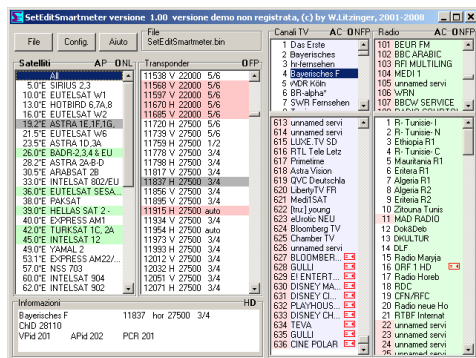 SetEditSmartmeter versione 1.00 versione demo non registrata, (c) by W.Litzinger, 2001-2008
File
Config.
Aiuto
File
SetEditSmartmeter.bin
Satelliti AP ONL
All
5.0°E SIRIUS 2,3
10.0°E EUTELSAT W1
13.0°E HOTBIRD 6,7A,8
16.0°E EUTELSAT W2
19.2°E ASTRA 1E,1F,1G,
21.5°E EUTELSAT W6
23.5°E ASTRA 1D,3A
26.0°E BADR-2,3,4 & EU
28.2°E ASTRA 2A-B-D
30.5°E ARABSAT 2B
33.0°E INTELSAT 802/EU
36.0°E EUTELSAT SESA...
38.0°E PAKSAT
39.0°E HELLAS SAT 2 -
40.0°E EXPRESS AM1
42.0°E TURKSAT 1C, 2A
45.0°E INTELSAT 12
49.0°E YAMAL 2
53.1°E EXPRESS AM22/...
57.0°E NSS 703
60.0°E INTELSAT 904
62.0°E INTELSAT 902
Transponder OFP
11538 V 22000 5/6
11568 V 22000 5/6
11597 V 22000 5/6
11670 H 22000 5/6
11685 V 22000 5/6
11720 H 27500 5/6
11739 V 27500 5/6
11759 H 27500 1/2
11778 V 27500 3/4
11798 H 27500 3/4
11817 V 27500 3/4
11837 H 27500 3/4
11856 V 27500 3/4
11895 V 27500 3/4
11915 H 27500 auto
11934 V 27500 3/4
11954 H 27500 auto
11973 V 27500 3/4
11993 H 27500 3/4
12012 V 27500 3/4
12032 H 27500 3/4
12051 V 27500 3/4
12071 H 27500 3/4
Canali TV AC ONFP
1 Das Erste
2 Bayerisches
3 hr-fernsehen
4 Bayerisches F
5 WDR Köln
6 BR-alpha*
7 SWR Fernsehen
613 unnamed servi
614 unnamed servi
615 LUXE.TV SD
616 RTL Tele Letz
617 Primetime
618 Astra Vision
619 QVC Deutschla
620 LibertyTV FR
621 Medi1SAT
622 [tru:] young
623 eUrotic NEU
624 Bloomberg TV
625 Chamber TV
626 unnamed servi
627 BLOOMBER...
628 GULLI
629 EI ENTERT...
630 DISNEY MA...
631 DISNEY CI...
632 PLAYHOUS...
633 DISNEY CH...
634 TEVA
635 GULLI
636 CINE POLAR
Radio AC ONFP
101 BEUR FM
102 BBC ARABIC
103 RFI MULTILING
104 MEDI 1
105 unnamed servi
106 WRN
107 BBCW SERVICE
1 R- Tunisie- I
2 R- Tunisie- N
3 Ethiopia R1
4 R- Tunisie- C
5 Mauritania R1
6 Eritera R1
7 Algeria R1
8 Algeria R2
9 Eritera R2
10 Zitouna Tunis
11 MAD RADIO
12 Dok&Deb
13 DKULTUR
14 DLF
15 Radio Maryja
16 ORF 1 HD
17 Radio Horeb
18 RDC
19 CFN/RFC
20 Radio neue Ho
21 RTBF Internat
22 unnamed servi
23 unnamed servi
24 unnamed servi
25 unnamed servi
Informazioni HD
Bayerisches F 11837 hor 27500 3/4
ChID 28110
VPid 201 APid 202 PCR 201